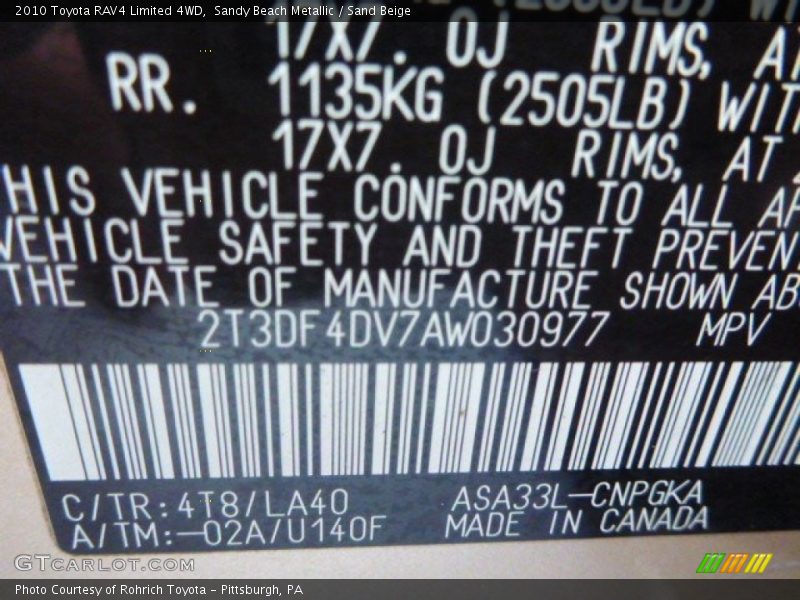 2010 Toyota RAV4 Limited 4WD, Sandy Beach Metallic / Sand Beige
17X7. 0J RIMS,
RR. 1135KG (2505LB)
17X7. 0J RIMS, AT
VEHICLE CONFORMS TO ALL
VEHICLE SAFETY AND THEFT PREVEN
THE DATE OF MANUFACTURE SHOWN AB
2T3DF4DV7AW030977 MPV
C/TR:4T8/LA40 ASA33L-CNPGKA
A/TM:-02A/U140F MADE IN CANADA
GTCARLOT.COM
Photo Courtesy of Rohrich Toyota - Pittsburgh, PA